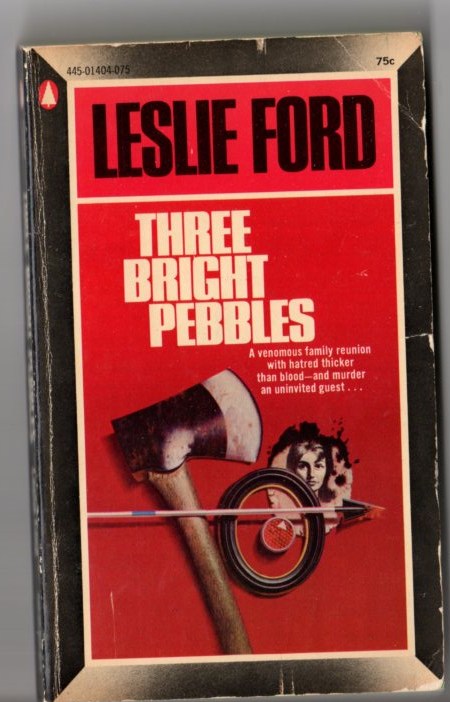 445-01404-075
75c
LESLIE FORD
THREE
BRIGHT
PEBBLES
A venomous family reunion
with hatred thicker
than blood—and murder
an uninvited guest . . .